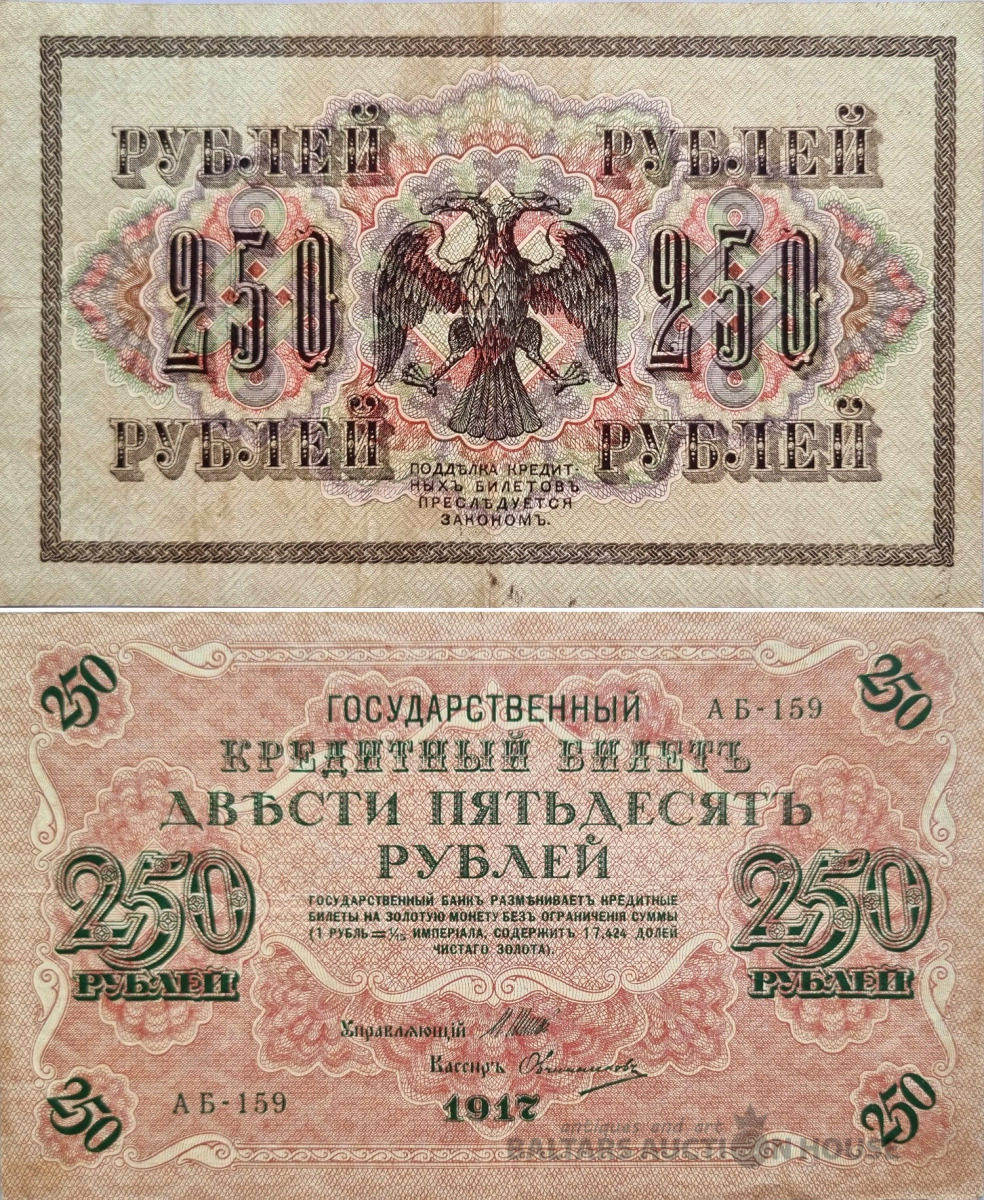 РУБЛЕЙ РУБЛЕЙ
250 250
РУБЛЕЙ РУБЛЕЙ
ПОДДѢЛКА КРЕДИТ-
НЫХЪ БИЛЕТОВЪ
ПРЕСЛѢДУЕТСЯ
ЗАКОНОМЪ.
250 250
ГОСУДАРСТВЕННЫЙ АБ-159
КРЕДИТНЫЙ БИЛЕТЪ
ДВѢСТИ ПЯТЬДЕСЯТЪ
РУБЛЕЙ
250 250
РУБЛЕЙ РУБЛЕЙ
ГОСУДАРСТВЕННЫЙ БАНКЪ РАЗМѢНИВАЕТЪ КРЕДИТНЫЕ
БИЛЕТЫ НА ЗОЛОТУЮ МОНЕТУ БЕЗЪ ОГРАНИЧЕНІЯ СУММЫ
(1 РУБЛЬ = 1/15 ИМПЕРІАЛА, СОДЕРЖИТЪ 17,424 ДОЛЕЙ
ЧИСТАГО ЗОЛОТА).
Управляющій
Кассиръ Овчинниковъ
АБ-159 1917
250 250
antiques and art
BALTARS AUCTION HOUSE